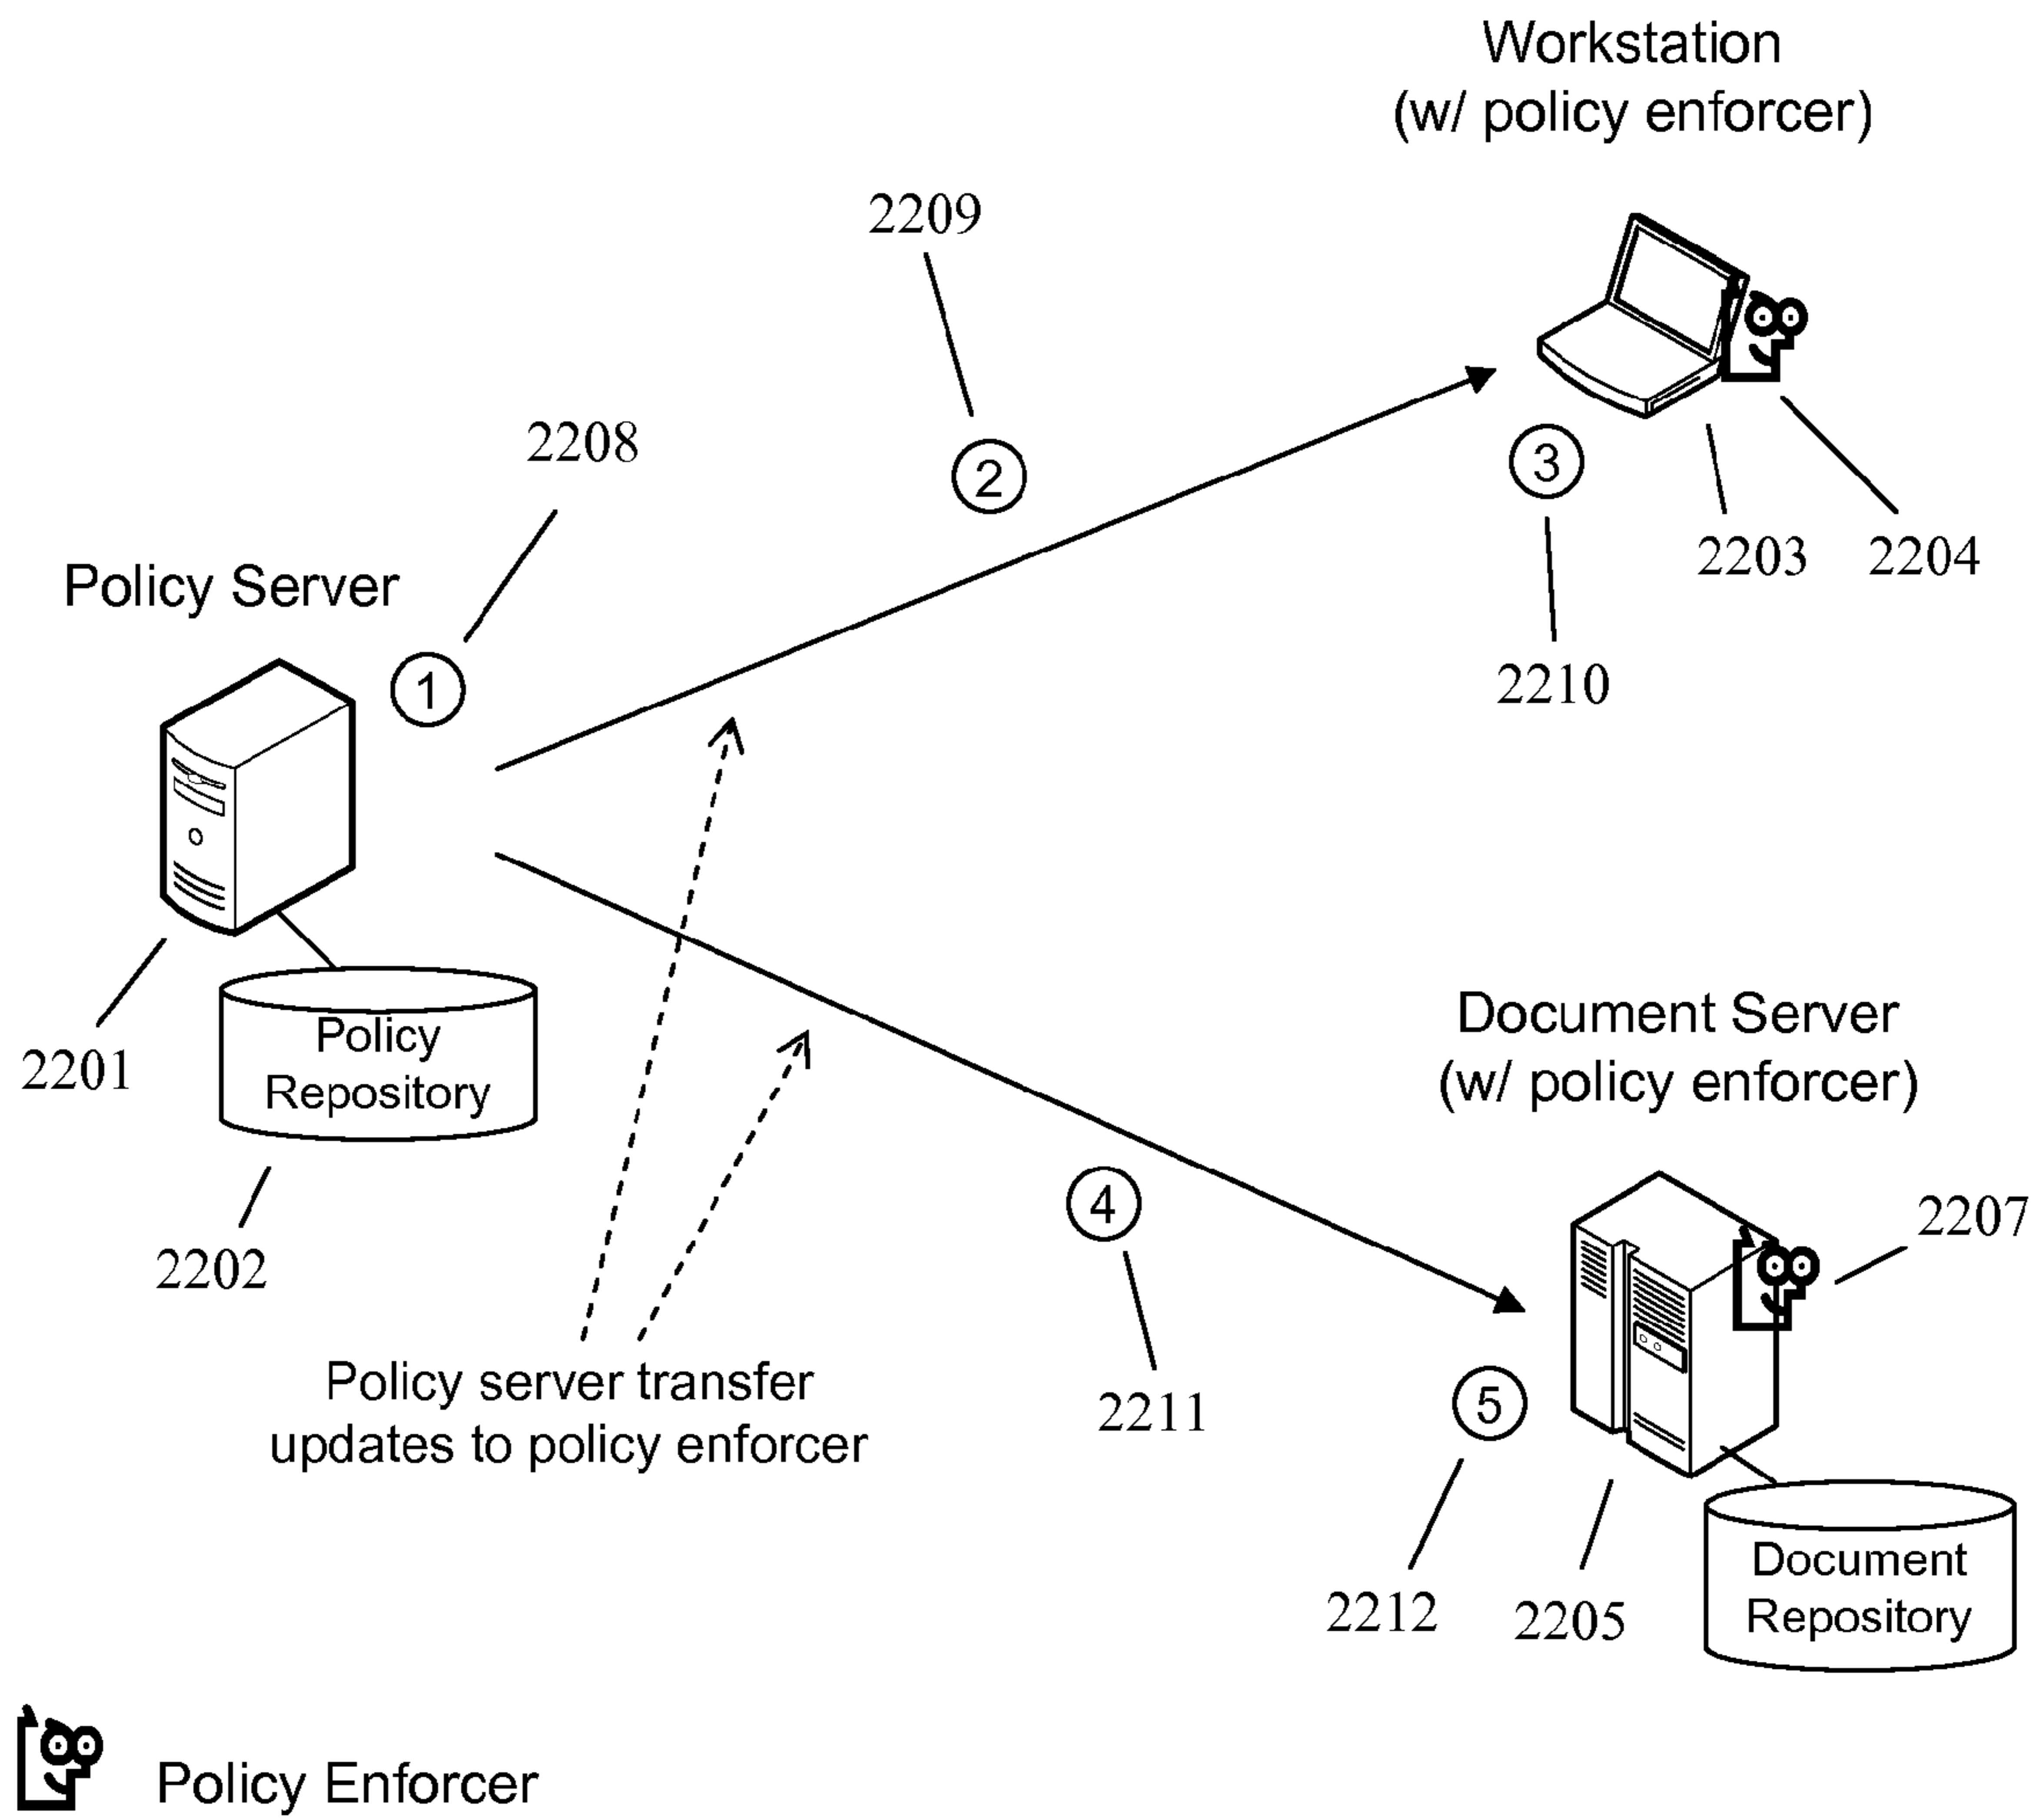 Workstation
(w/ policy enforcer)
2209
2208
2
3
2203
2204
Policy Server
1
2210
2201
Policy
Repository
2202
Document Server
(w/ policy enforcer)
4
2207
Policy server transfer
updates to policy enforcer
2211
5
2212
2205
Document
Repository
Policy Enforcer